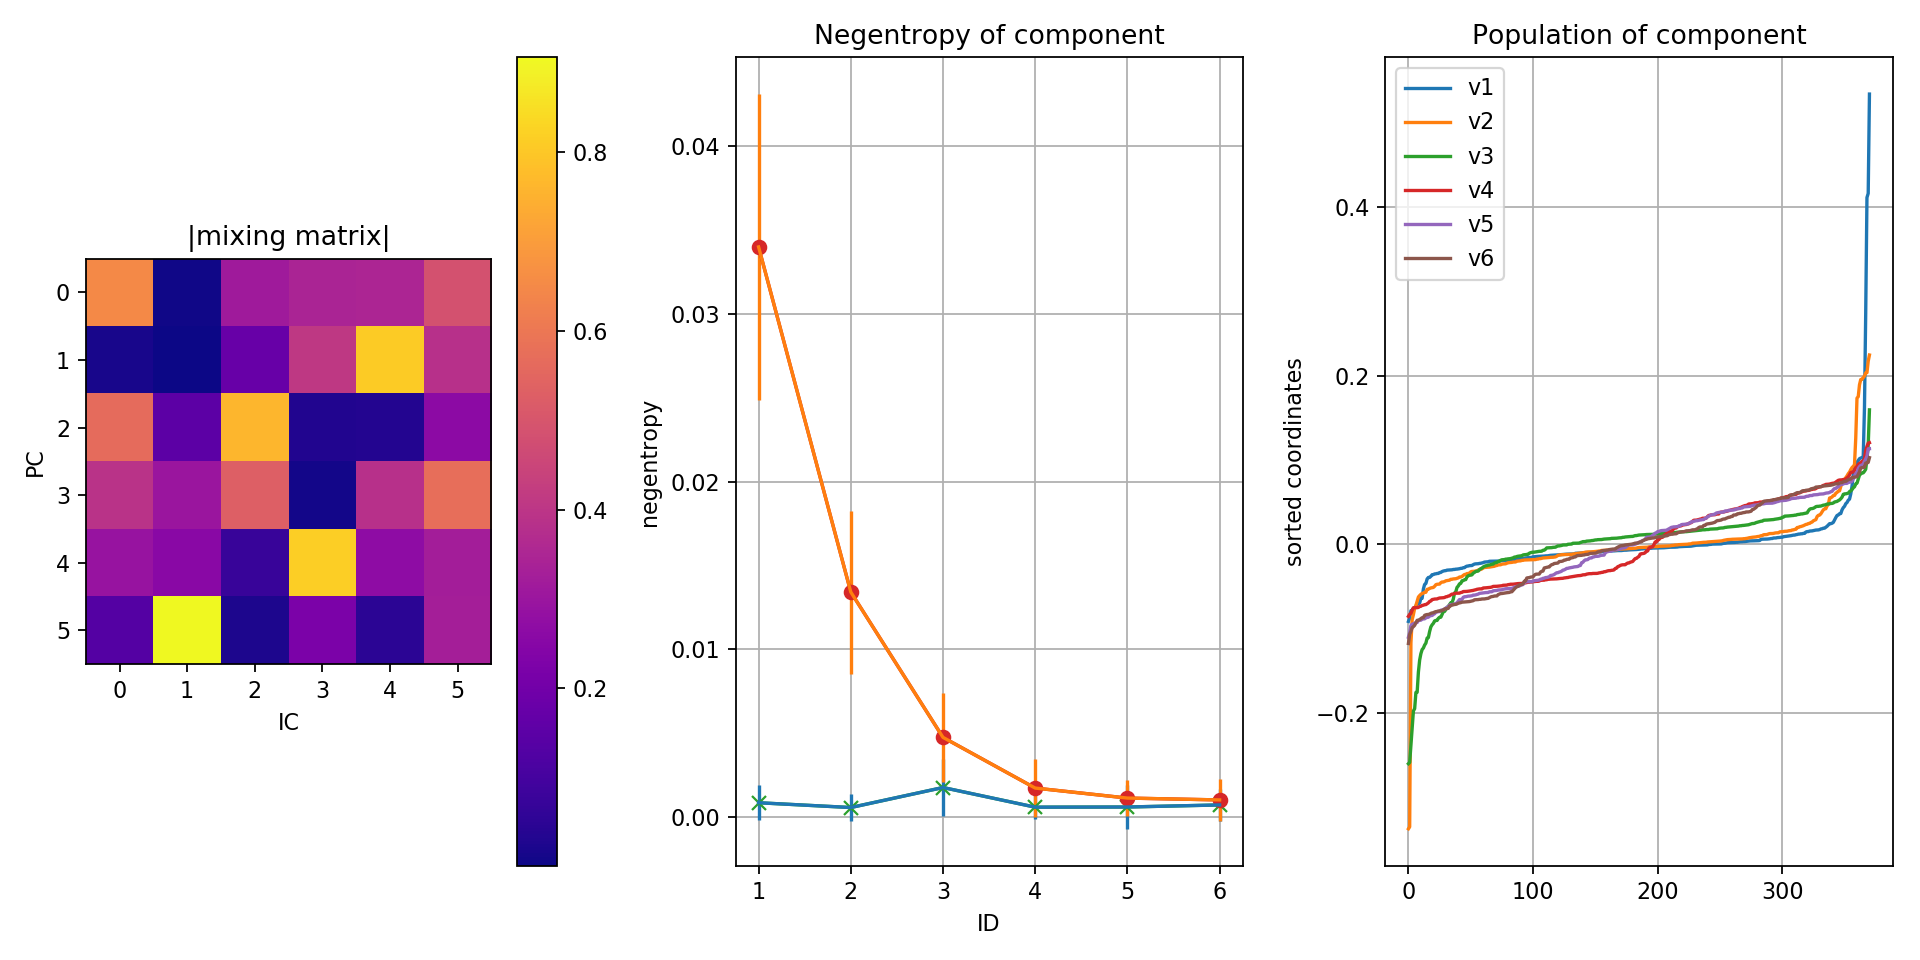 |mixing matrix|
0
1
2
3
4
5
PC
0 1 2 3 4 5
IC
0.8
0.6
0.4
0.2
Negentropy of component
negentropy
0.04
0.03
0.02
0.01
0.00
1 2 3 4 5 6
ID
Population of component
sorted coordinates
0.4
0.2
0.0
−0.2
v1
v2
v3
v4
v5
v6
0 100 200 300